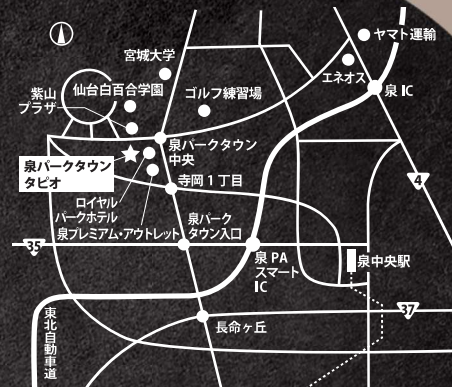 ヤマト運輸
宮城大学
エネオス
仙台白百合学園
紫山
プラザ
ゴルフ練習場
泉 IC
泉パークタウン
中央
泉パークタウン
タピオ
寺岡1丁目
4
ロイヤル
パークホテル
泉プレミアム・アウトレット
泉パーク
タウン入口
35
泉 PA
スマート
IC
泉中央駅
37
東北自動車道
長命ヶ丘